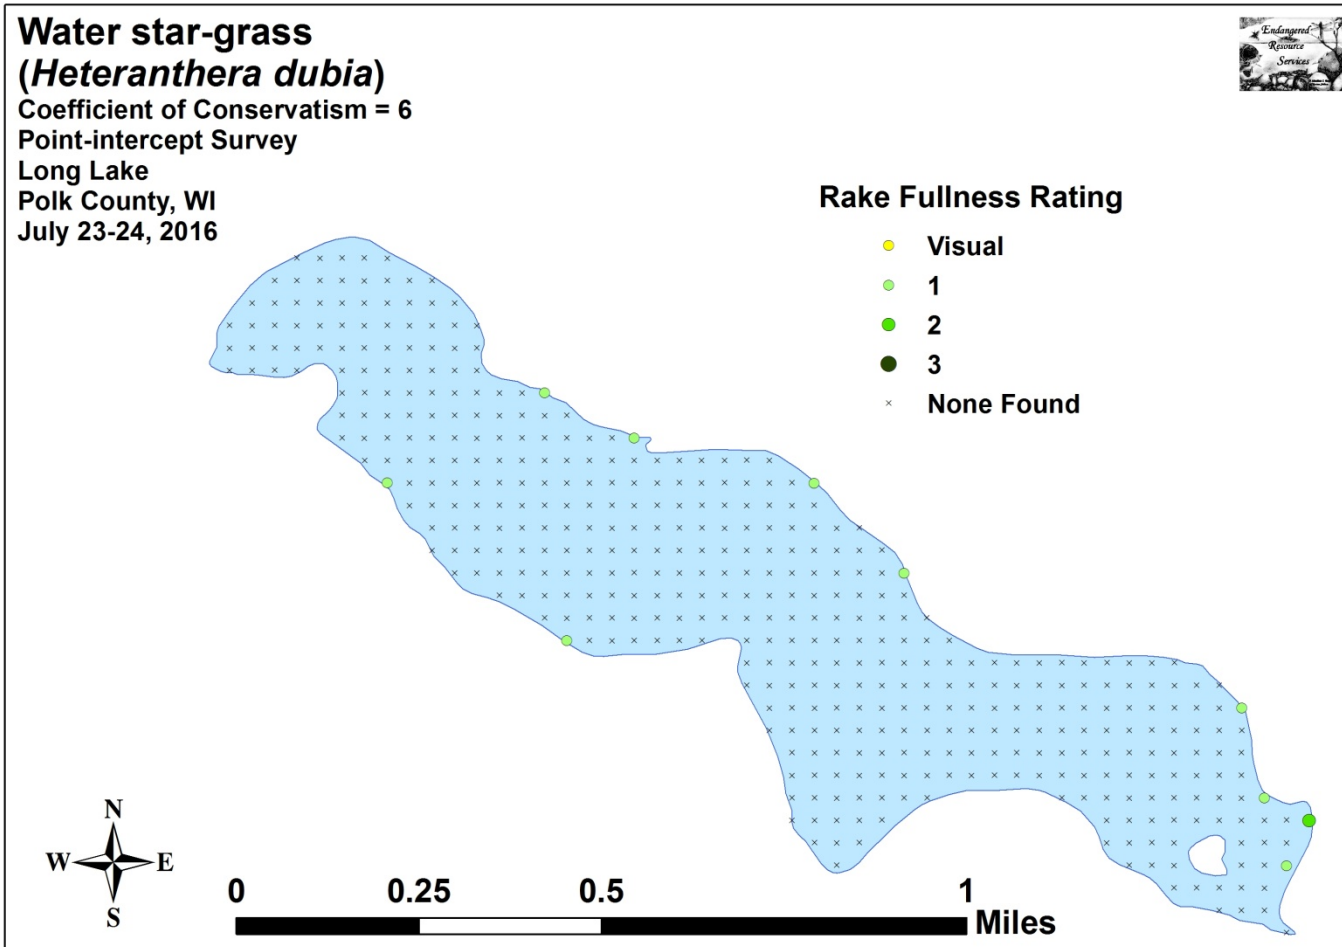 Water star-grass
(Heteranthera dubia)
Coefficient of Conservatism = 6
Point-intercept Survey
Long Lake
Polk County, WI
July 23-24, 2016
Endangered
Resource
Services
Rake Fullness Rating
Visual
1
2
3
None Found
N
W E
S
0 0.25 0.5 1
Miles